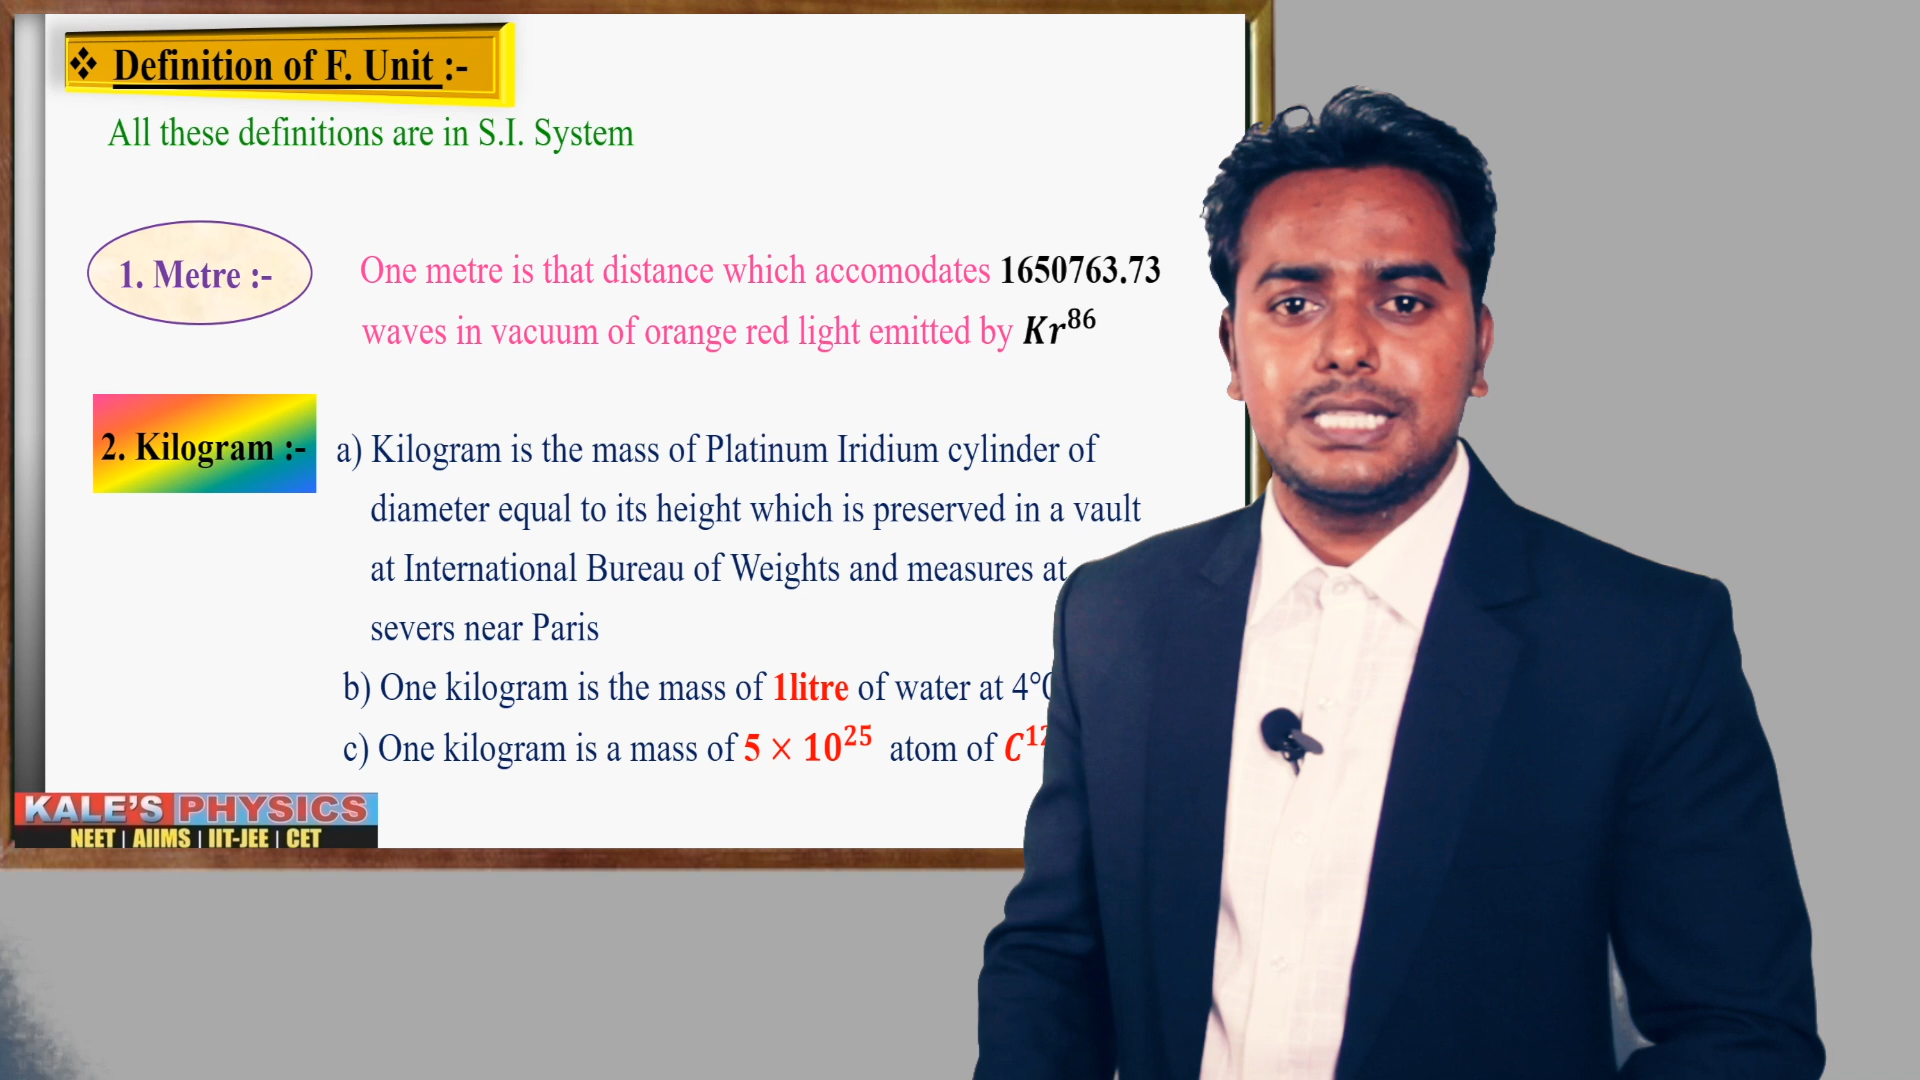 ❖ Definition of F. Unit :-
All these definitions are in S.I. System
1. Metre :-
One metre is that distance which accomodates 1650763.73
waves in vacuum of orange red light emitted by Kr⁸⁶
2. Kilogram :-
a) Kilogram is the mass of Platinum Iridium cylinder of
diameter equal to its height which is preserved in a vault
at International Bureau of Weights and measures at
severs near Paris
b) One kilogram is the mass of 1litre of water at
c) One kilogram is a mass of 5 × 10²⁵ atom of C¹²
KALE'S PHYSICS
NEET | AIIMS | IIT-JEE | CET